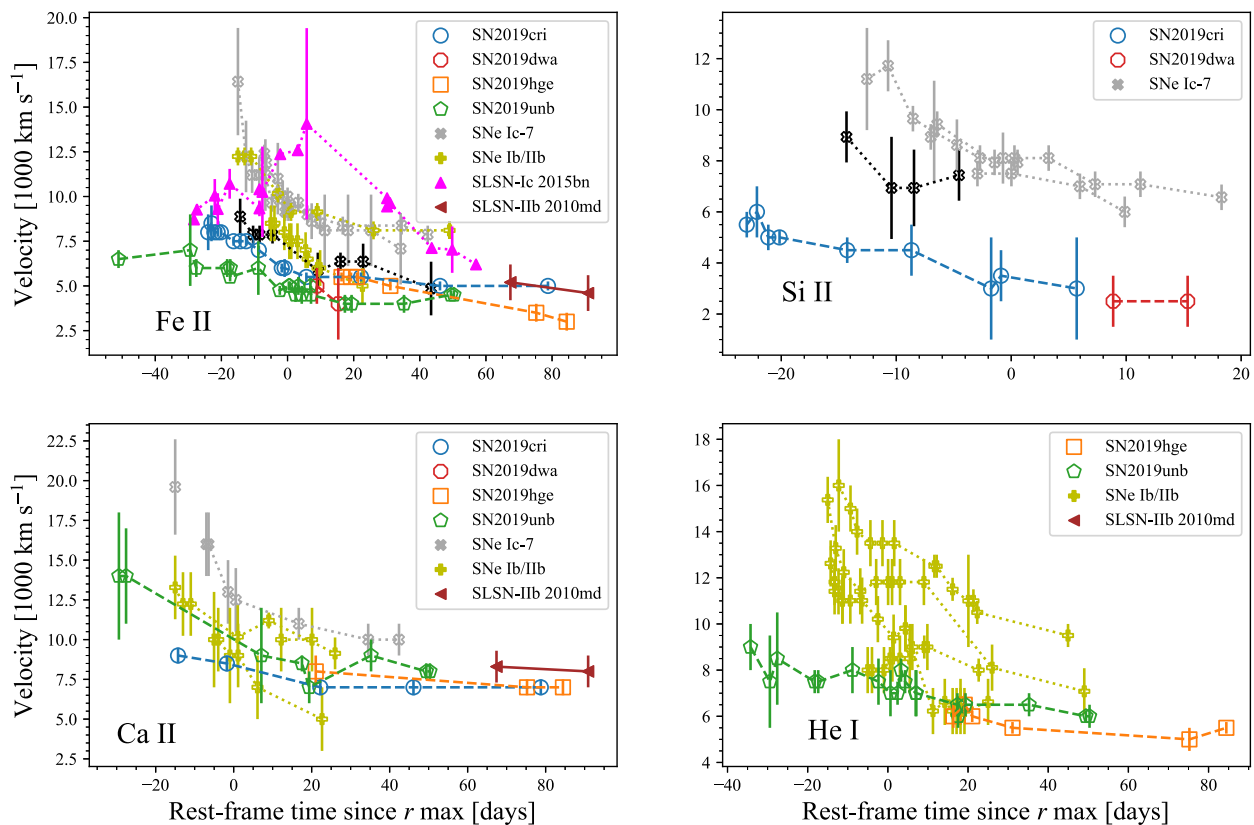 20.0
17.5
15.0
12.5
10.0
7.5
5.0
2.5
Velocity [1000 km s⁻¹]
−40
−20
0
20
40
60
80
Fe II
SN2019cri
SN2019dwa
SN2019hge
SN2019unb
SNe Ic-7
SNe Ib/IIb
SLSN-Ic 2015bn
SLSN-IIb 2010md
12
10
8
6
4
2
−20
−10
0
10
20
Si II
SN2019cri
SN2019dwa
SNe Ic-7
22.5
20.0
17.5
15.0
12.5
10.0
7.5
5.0
2.5
Velocity [1000 km s⁻¹]
−20
0
20
40
60
80
Rest-frame time since r max [days]
Ca II
SN2019cri
SN2019dwa
SN2019hge
SN2019unb
SNe Ic-7
SNe Ib/IIb
SLSN-IIb 2010md
18
16
14
12
10
8
6
4
−40
−20
0
20
40
60
80
Rest-frame time since r max [days]
He I
SN2019hge
SN2019unb
SNe Ib/IIb
SLSN-IIb 2010md